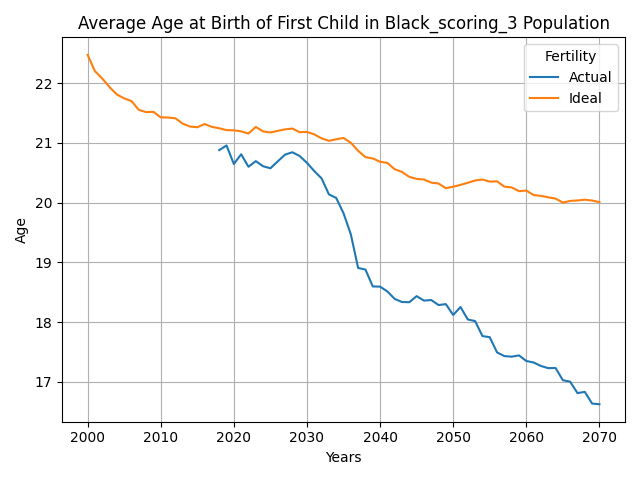 Average Age at Birth of First Child in Black_scoring_3 Population
Fertility
Actual
Ideal
22
21
20
19
18
17
Age
2000 2010 2020 2030 2040 2050 2060 2070
Years